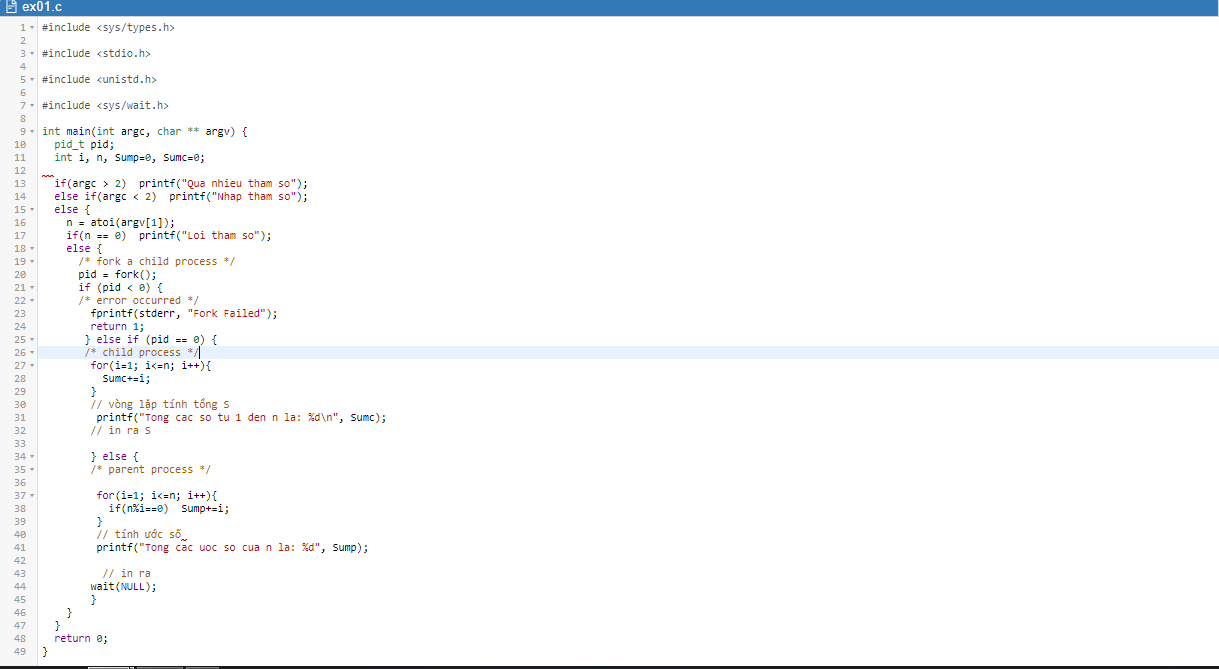 ex01.c
1 #include <sys/types.h>
2
3 #include <stdio.h>
4
5 #include <unistd.h>
6
7 #include <sys/wait.h>
8
9 int main(int argc, char ** argv) {
10 pid_t pid;
11 int i, n, Sump=0, Sumc=0;
12
13 if(argc > 2)  printf("Qua nhieu tham so");
14 else if(argc < 2)  printf("Nhap tham so");
15 else {
16 n = atoi(argv[1]);
17 if(n == 0)  printf("Loi tham so");
18 else {
19 /* fork a child process */
20 pid = fork();
21 if (pid < 0) {
22 /* error occurred */
23 fprintf(stderr, "Fork Failed");
24 return 1;
25 } else if (pid == 0) {
26 /* child process */
27 for(i=1; i<=n; i++){
28 Sumc+=i;
29 }
30 // vòng lặp tính tổng S
31 printf("Tong cac so tu 1 den n la: %d\n", Sumc);
32 // in ra S
33
34 } else {
35 /* parent process */
36
37 for(i=1; i<=n; i++){
38 if(n%i==0)  Sump+=i;
39 }
40 // tính ước số
41 printf("Tong cac uoc so cua n la: %d", Sump);
42
43 // in ra
44 wait(NULL);
45 }
46 }
47 }
48 return 0;
49 }